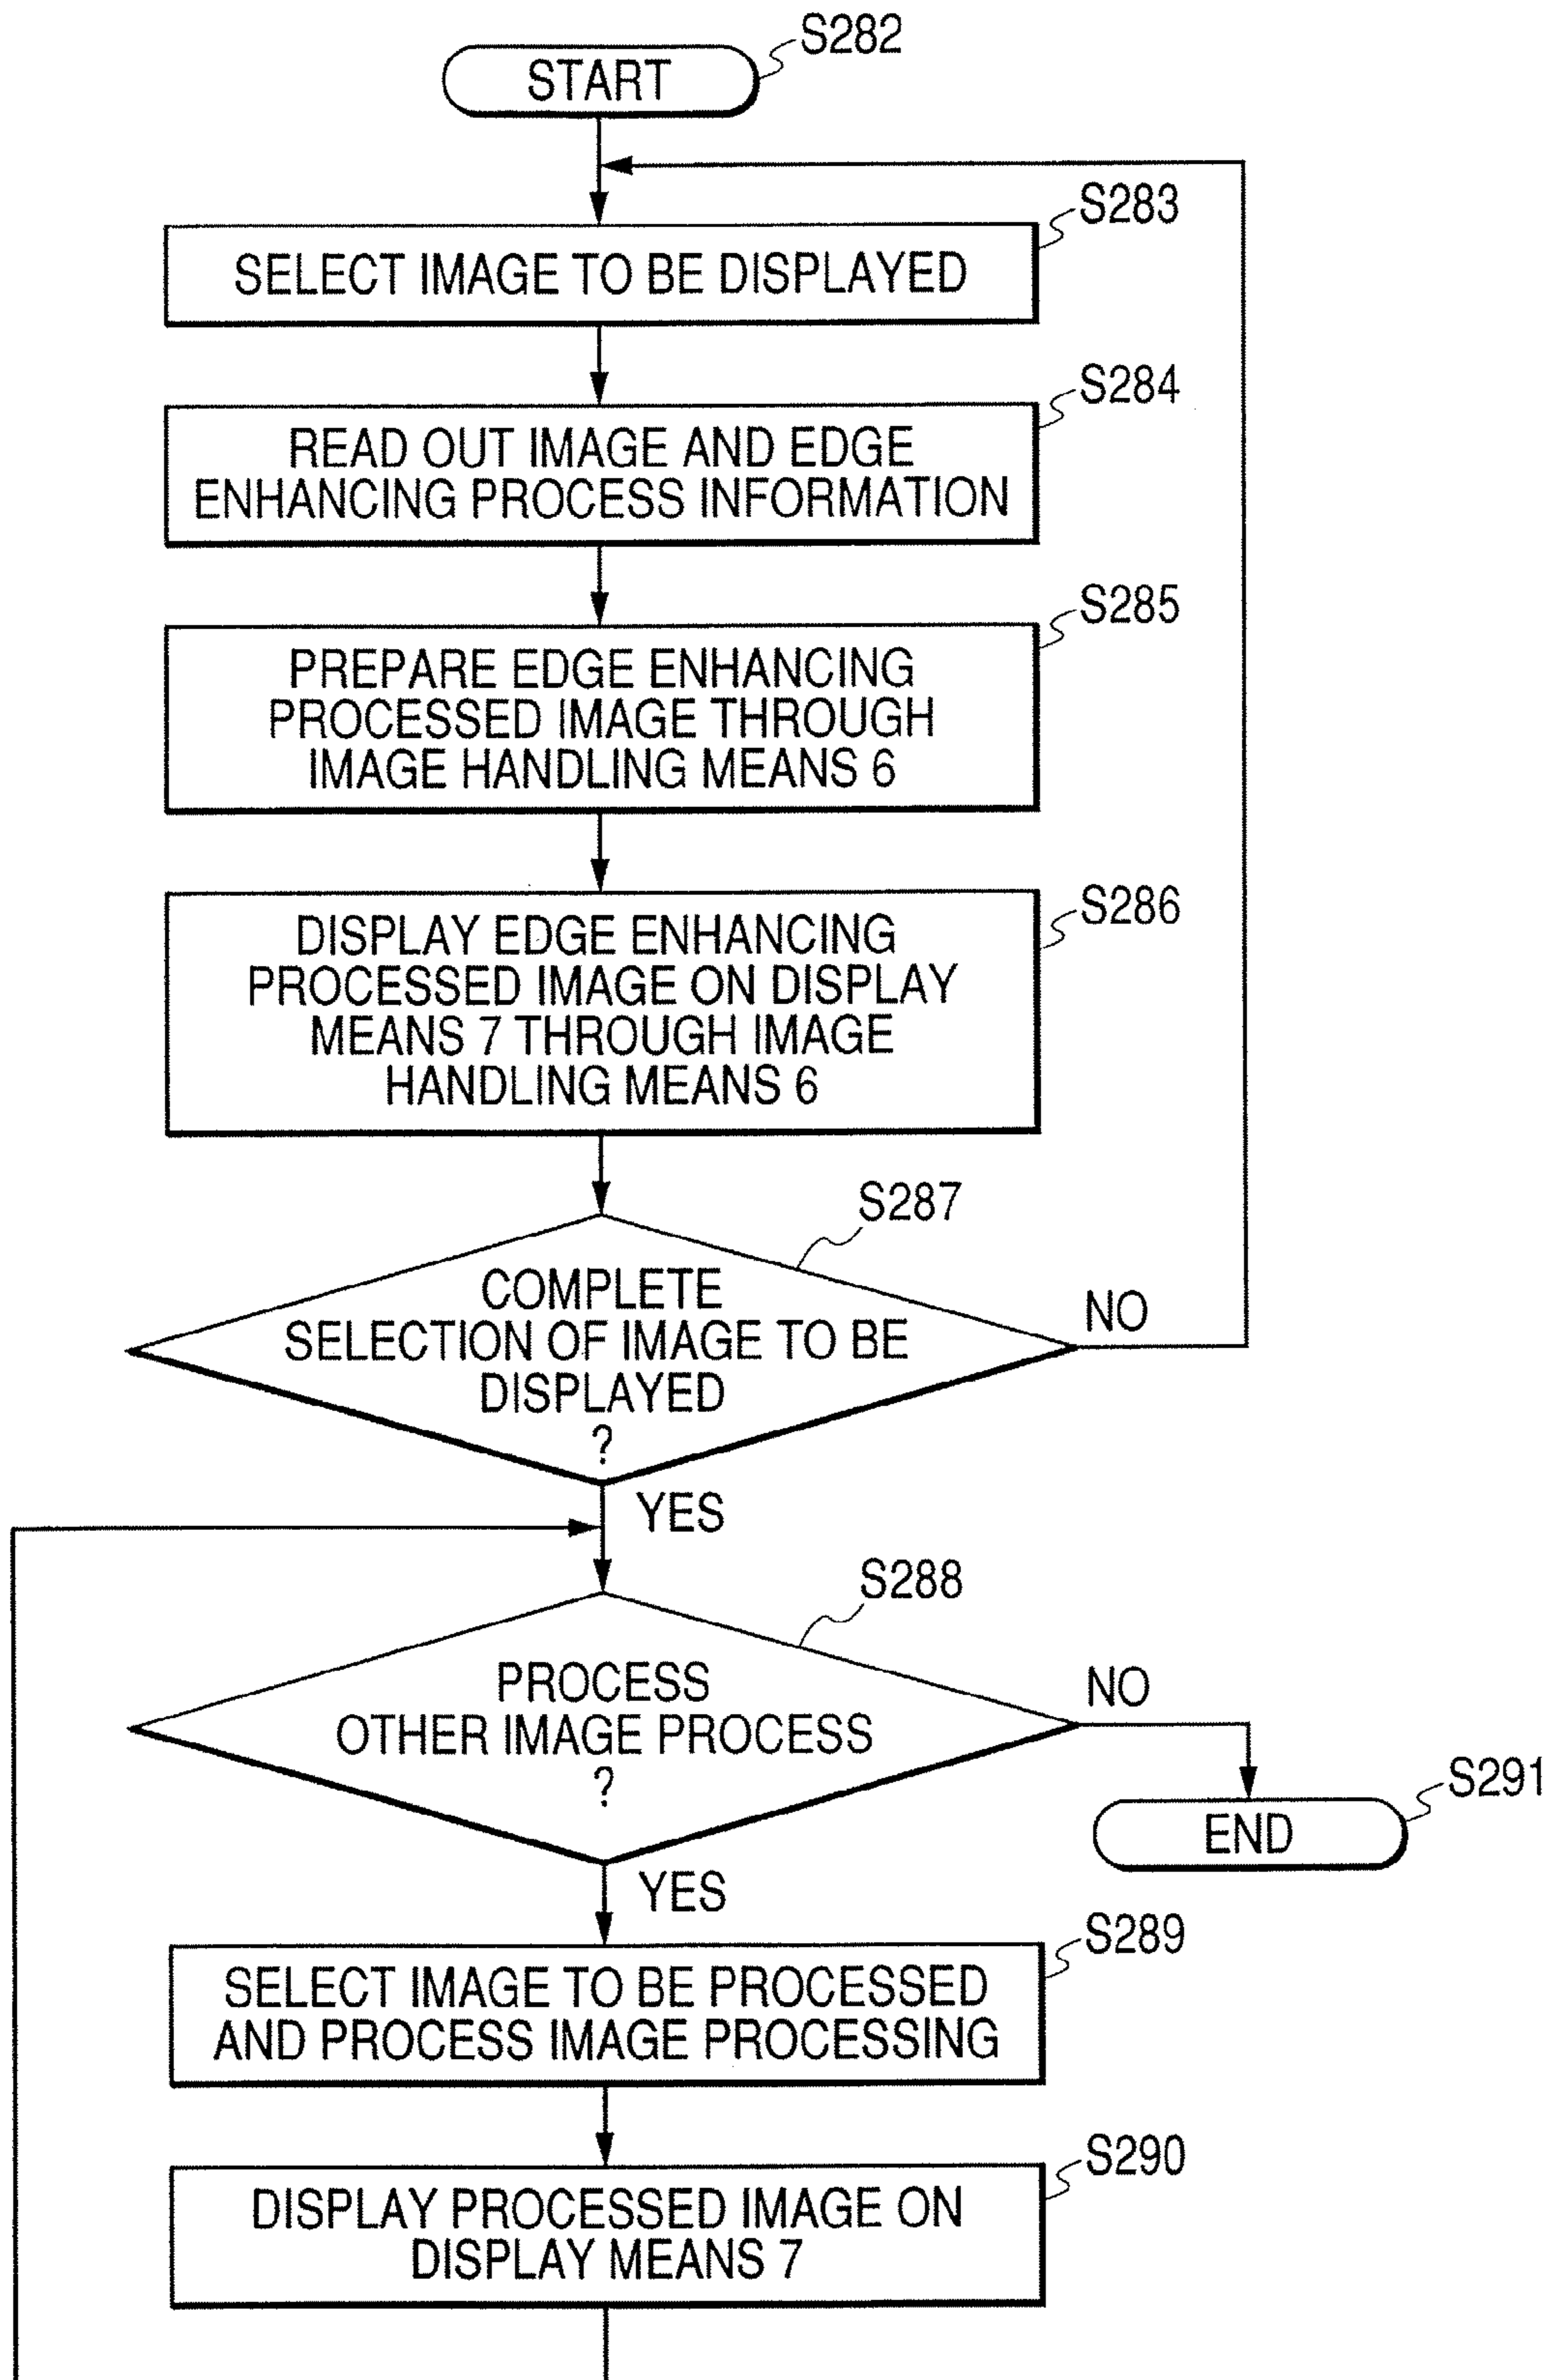 S282
START
S283
SELECT IMAGE TO BE DISPLAYED
S284
READ OUT IMAGE AND EDGE
ENHANCING PROCESS INFORMATION
S285
PREPARE EDGE ENHANCING
PROCESSED IMAGE THROUGH
IMAGE HANDLING MEANS 6
S286
DISPLAY EDGE ENHANCING
PROCESSED IMAGE ON DISPLAY
MEANS 7 THROUGH IMAGE
HANDLING MEANS 6
S287
COMPLETE
SELECTION OF IMAGE TO BE
DISPLAYED
?
NO
YES
S288
PROCESS
OTHER IMAGE PROCESS
?
NO
S291
END
YES
S289
SELECT IMAGE TO BE PROCESSED
AND PROCESS IMAGE PROCESSING
S290
DISPLAY PROCESSED IMAGE ON
DISPLAY MEANS 7